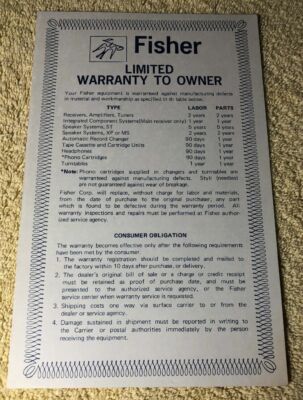 Fisher
LIMITED
WARRANTY TO OWNER
Your Fisher equipment is warranted against manufacturing defects
in material and workmanship as specified in th table below.
TYPE LABOR PARTS
Receivers, Amplifiers, Tuners 2 years 2 years
Integrated Component Systems(Main receiver only) 1 year 1 year
Speaker Systems, ST 5 years 5 years
Speaker Systems, XP or MS 2 years 2 years
Automatic Record Changer 90 days 1 year
Tape Cassette and Cartridge Units 90 days 1 year
Headphones 90 days 1 year
*Phono Cartridges 90 days 1 year
Turntables 1 year 1 year
*Note: Phono cartridges supplied in changers and turntables are
warranted against manufacturing defects. Styli (needles)
are not guaranteed against wear of breakage.
Fisher Corp. will replace, without charge for labor and materials,
from the date of purchase to the original purchaser, any part
which is found to be defective during the warranty period. All
warranty inspections and repairs must be performed at Fisher author-
ized service agency.
CONSUMER OBLIGATION
The warranty becomes effective only after the following requirements
have been met by the consumer.
1. The warranty registration should be completed and mailed to
the factory within 10 days after purchase, or delivery.
2. The dealer's original bill of sale or a charge or credit receipt
must be retained as proof of purchase date, and must be
presented to the authorized service agency, or the Fisher
service center when warranty service is requested.
3. Shipping costs one way via surface carrier to or from the
dealer or service agency.
4. Damage sustained in shipment must be reported in writing to
the Carrier or postal authorities immediately by the person
receiving the equipment.